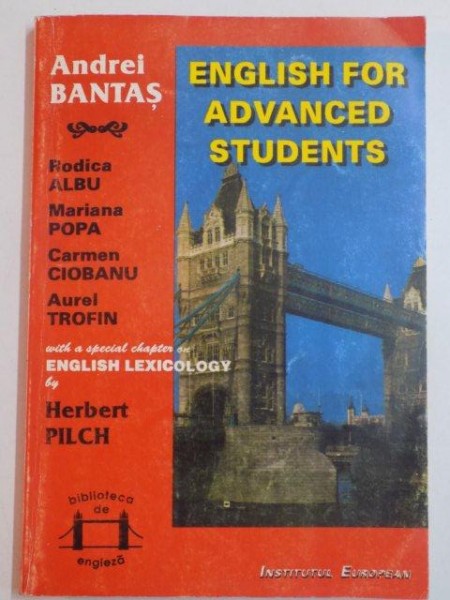 Andrei
BANTAȘ
Rodica
ALBU
Mariana
POPA
Carmen
CIOBANU
Aurel
TROFIN
with a special chapter on
ENGLISH LEXICOLOGY
by
Herbert
PILCH
biblioteca
de
engleză
ENGLISH FOR
ADVANCED
STUDENTS
INSTITUTUL EUROPEAN